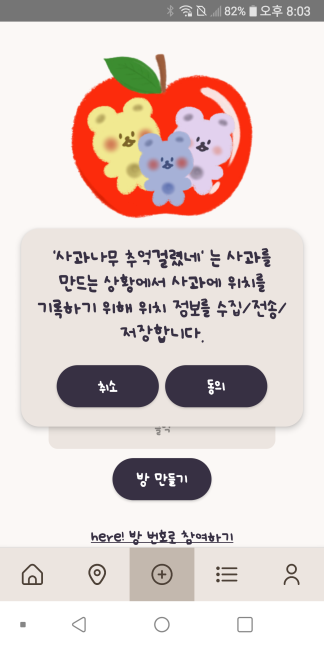 82% 오후 8:03
'사과나무 추억걸렸네' 는 사과를
만드는 상황에서 사과에 위치를
기록하기 위해 위치 정보를 수집/전송/
저장합니다.
취소 동의
방 만들기
here! 방 번호로 참여하기